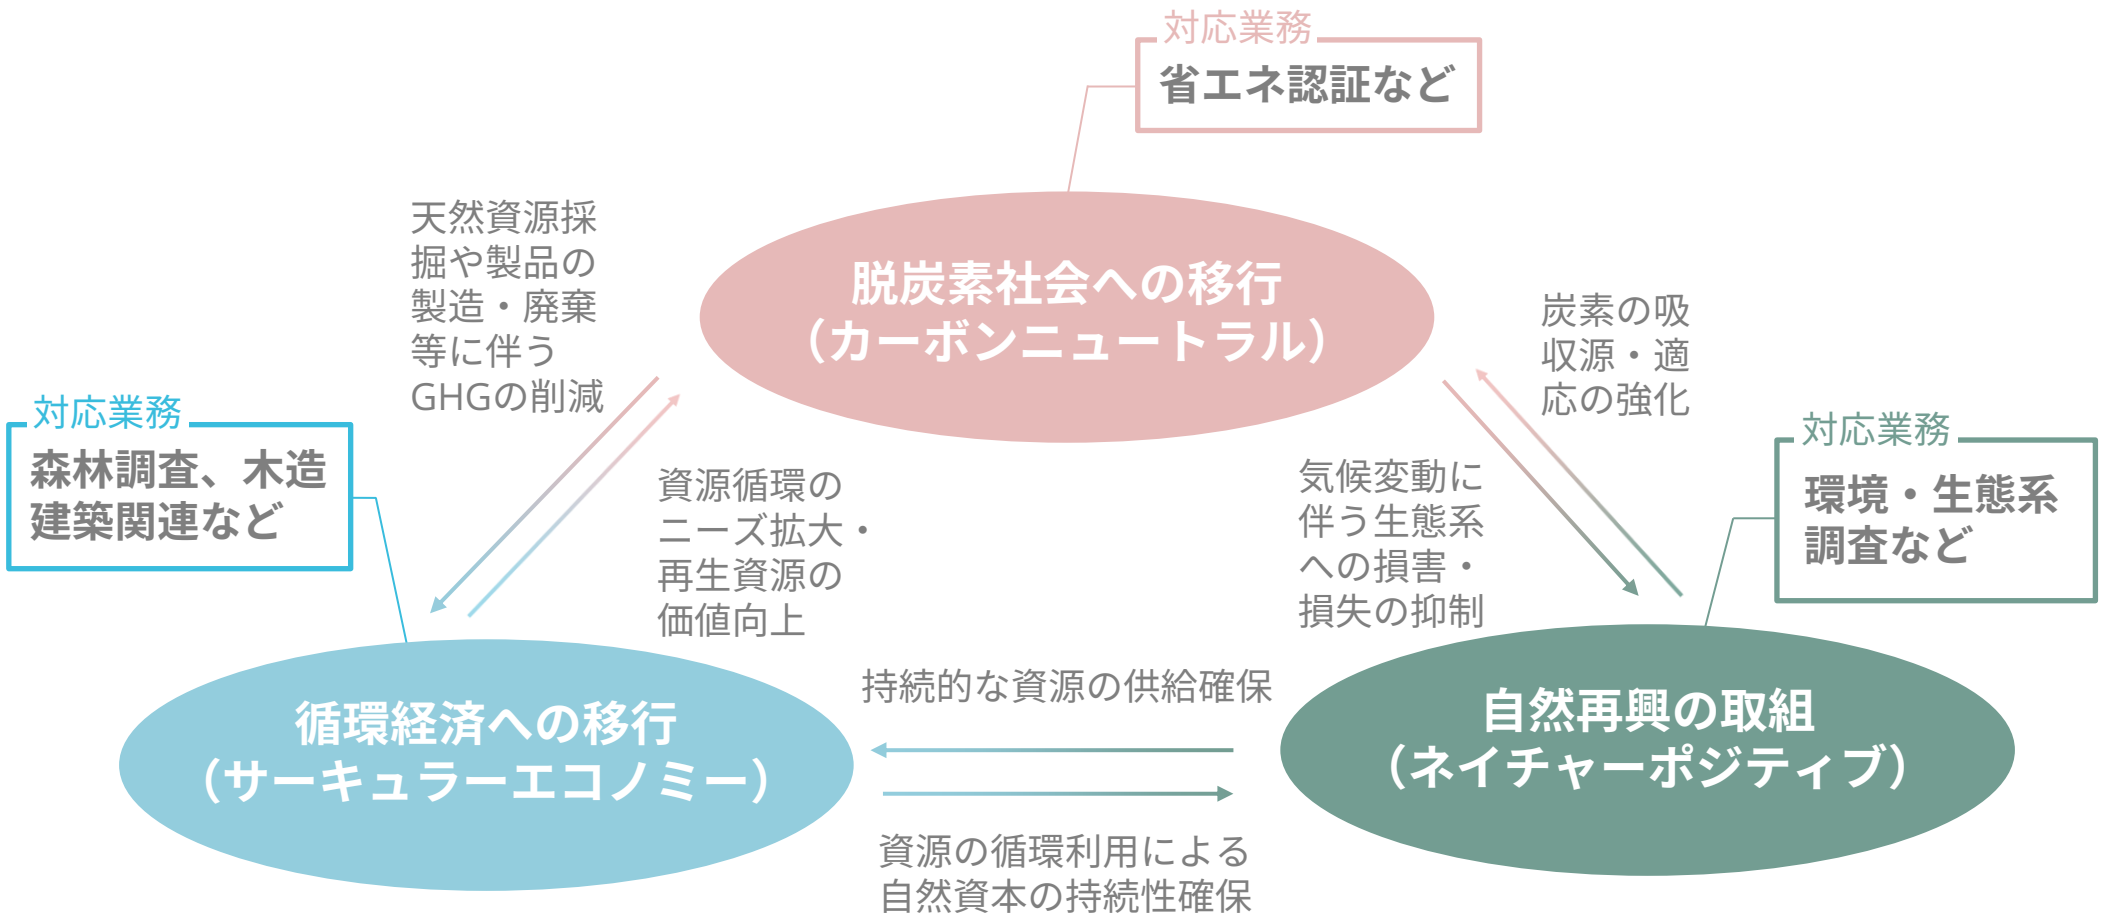 対応業務
省エネ認証など
天然資源採
掘や製品の
製造・廃棄
等に伴う
GHGの削減
脱炭素社会への移行
（カーボンニュートラル）
炭素の吸
収源・適
応の強化
対応業務
森林調査、木造
建築関連など
資源循環の
ニーズ拡大・
再生資源の
価値向上
気候変動に
伴う生態系
への損害・
損失の抑制
対応業務
環境・生態系
調査など
循環経済への移行
（サーキュラーエコノミー）
持続的な資源の供給確保
資源の循環利用による
自然資本の持続性確保
自然再興の取組
（ネイチャーポジティブ）